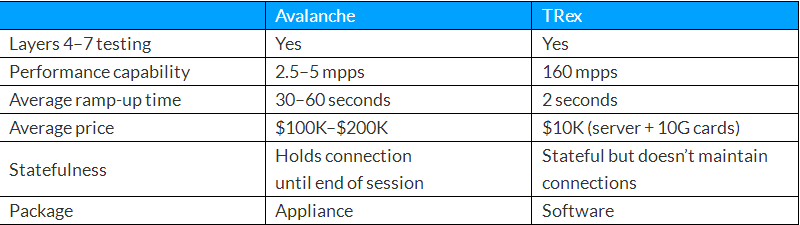 Avalanche TRex
Layers 4–7 testing Yes Yes
Performance capability 2.5–5 mpps 160 mpps
Average ramp-up time 30–60 seconds 2 seconds
Average price $100K–$200K $10K (server + 10G cards)
Statefulness Holds connection until end of session Stateful but doesn’t maintain connections
Package Appliance Software